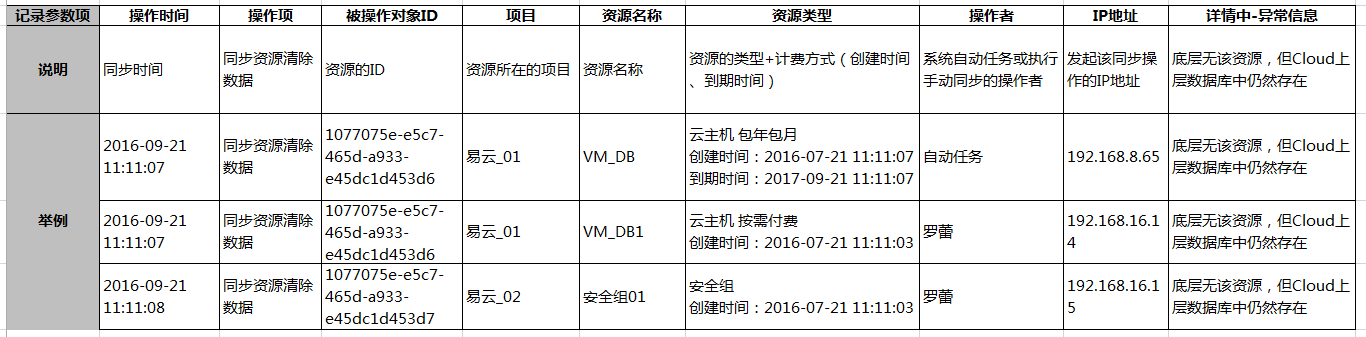 记录参数项
操作时间
操作项
被操作对象ID
项目
资源名称
资源类型
操作者
IP地址
详情中-异常信息
说明
同步时间
同步资源清除
数据
资源的ID
资源所在的项目
资源名称
资源的类型+计费方式（创建时间
、到期时间）
系统自动任务或执行
手动同步的操作者
发起该同步操
作的IP地址
底层无该资源，但Cloud上
层数据库中仍然存在
举例
2016-09-21
11:11:07
同步资源清除
数据
1077075e-e5c7-
465d-a933-
e45dc1d453d6
易云_01
VM_DB
云主机 包年包月
创建时间：2016-07-21 11:11:07
到期时间：2017-09-21 11:11:07
自动任务
192.168.8.65
底层无该资源，但Cloud上
层数据库中仍然存在
2016-09-21
11:11:07
同步资源清除
数据
1077075e-e5c7-
465d-a933-
e45dc1d453d6
易云_01
VM_DB1
云主机 按需付费
创建时间：2016-07-21 11:11:03
罗蕾
192.168.16.1
4
底层无该资源，但Cloud上
层数据库中仍然存在
2016-09-21
11:11:08
同步资源清除
数据
1077075e-e5c7-
465d-a933-
e45dc1d453d7
易云_02
安全组01
安全组
创建时间：2016-07-21 11:11:03
罗蕾
192.168.16.1
5
底层无该资源，但Cloud上
层数据库中仍然存在